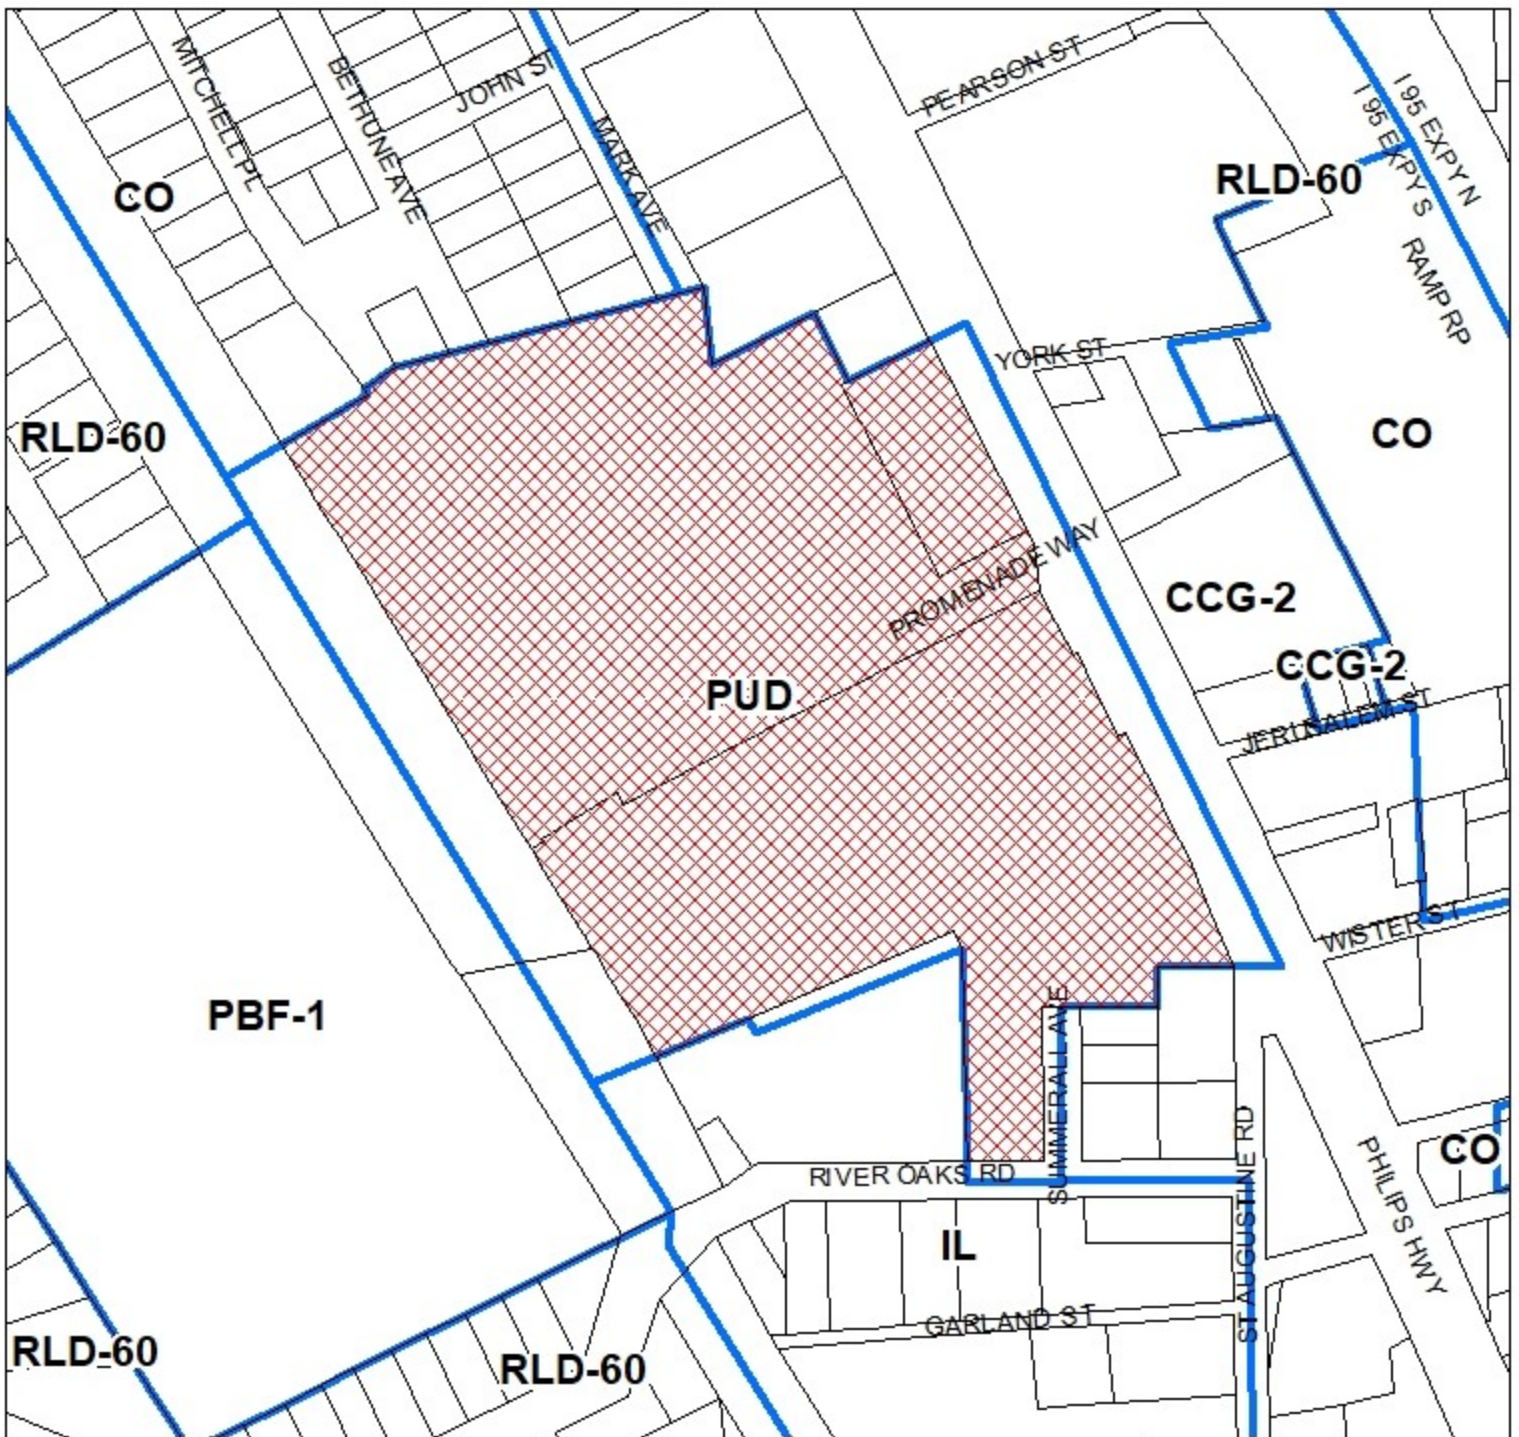 MITCHELL PL
BETHUNE AVE
JOHN ST
MARK AVE
PEARSON ST
I 95 EXPY N
I 95 EXPY S
RAMP RP
RLD-60
CO
YORK ST
RLD-60
CO
PROMENADE WAY
CCG-2
CCG-2
PUD
JERUSALEM ST
WISTER ST
PBF-1
SUMMERALL AVE
ST AUGUSTINE RD
PHILIPS HWY
CO
RIVER OAKS RD
IL
GARLAND ST
RLD-60
RLD-60